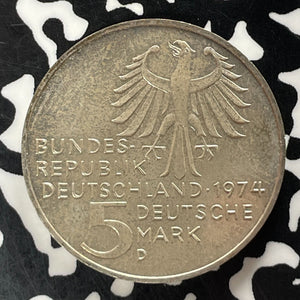 BUNDES-
REPUBLIK
DEUTSCHLAND·1974
5 DEUTSCHE
MARK
D